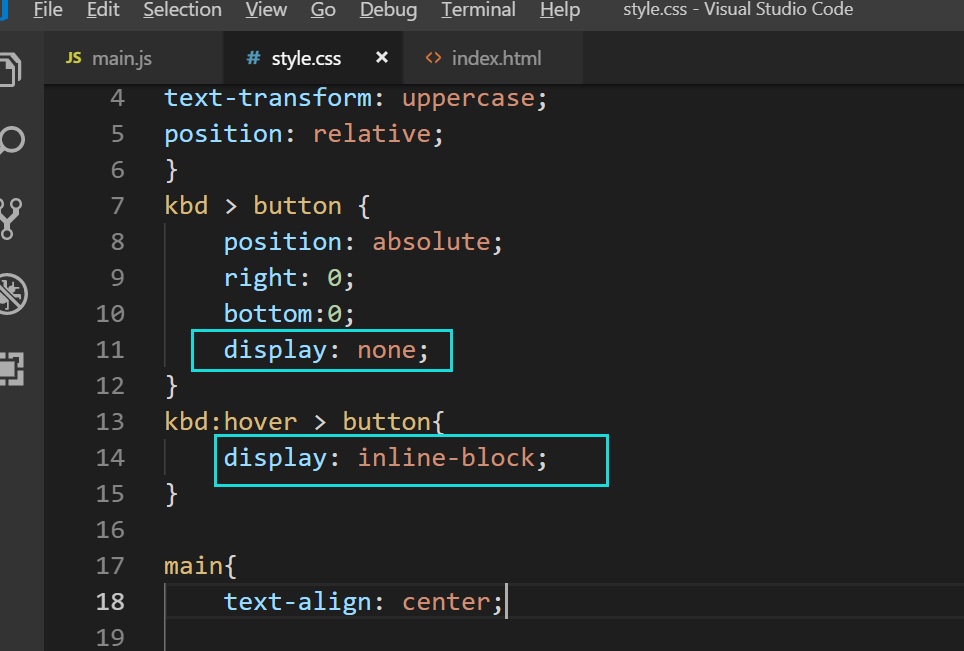 File Edit Selection View Go Debug Terminal Help style.css - Visual Studio Code
JS main.js # style.css × <> index.html
4 text-transform: uppercase;
5 position: relative;
6 }
7 kbd > button {
8 position: absolute;
9 right: 0;
10 bottom:0;
11 display: none;
12 }
13 kbd:hover > button{
14 display: inline-block;
15 }
16
17 main{
18 text-align: center;
19